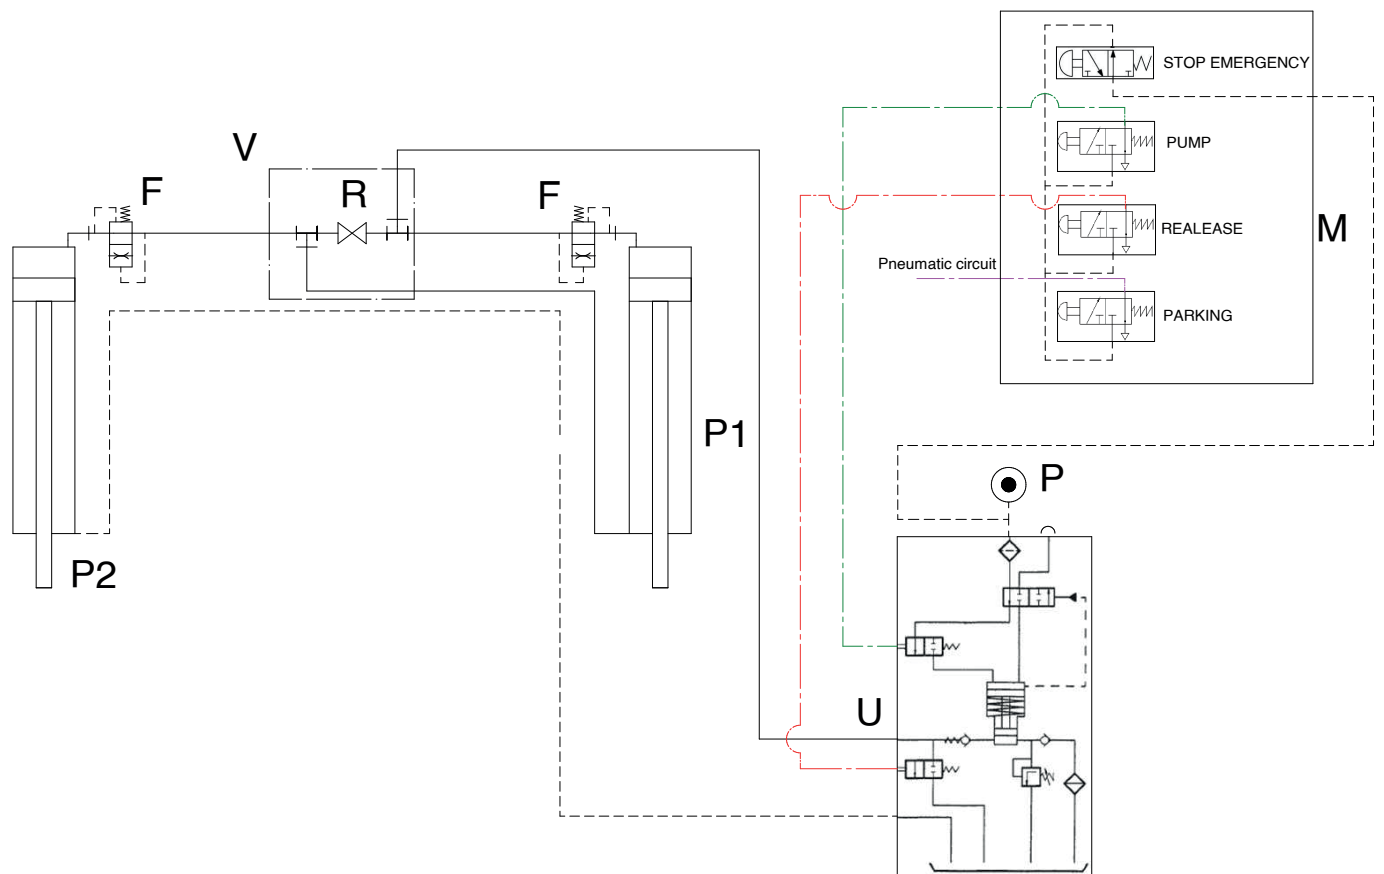 STOP EMERGENCY
V
PUMP
F
R
F
REALEASE
M
Pneumatic circuit
PARKING
P1
P
P2
U